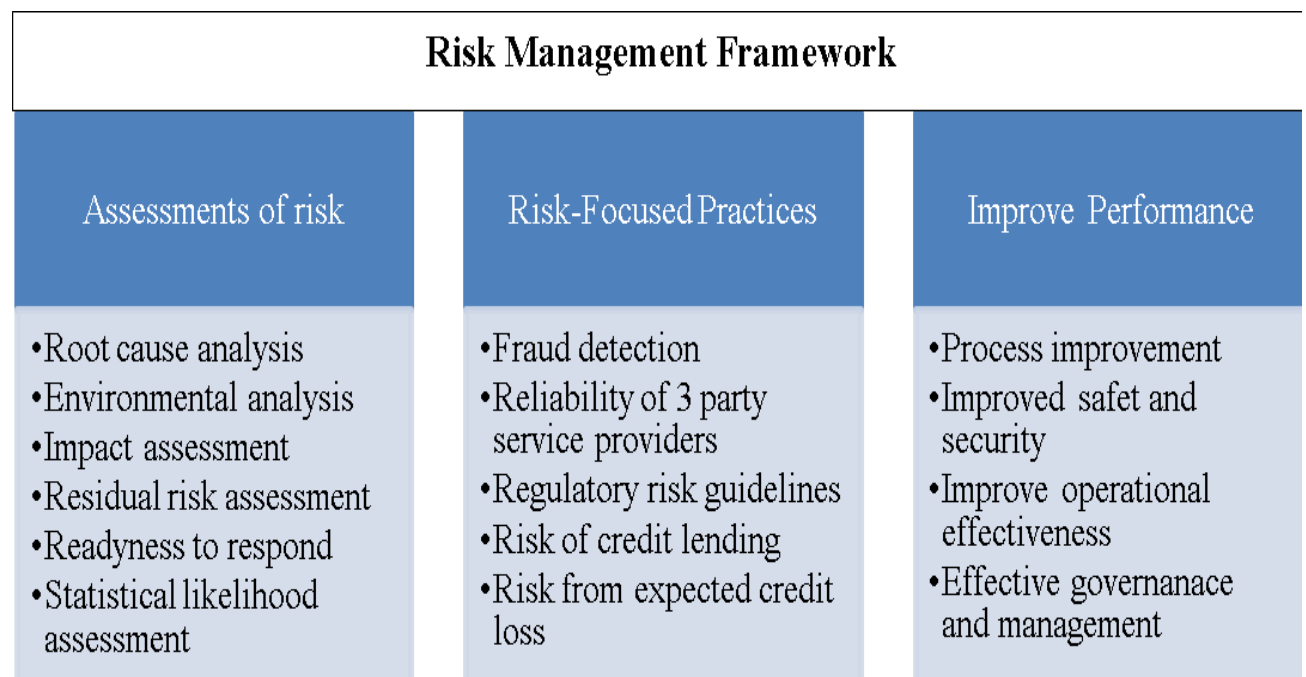 Risk Management Framework
Assessments of risk
•Root cause analysis
•Environmental analysis
•Impact assessment
•Residual risk assessment
•Readyness to respond
•Statistical likelihood
assessment
Risk-Focused Practices
•Fraud detection
•Reliability of 3 party
service providers
•Regulatory risk guidelines
•Risk of credit lending
•Risk from expected credit
loss
Improve Performance
•Process improvement
•Improved safet and
security
•Improve operational
effectiveness
•Effective governanace
and management